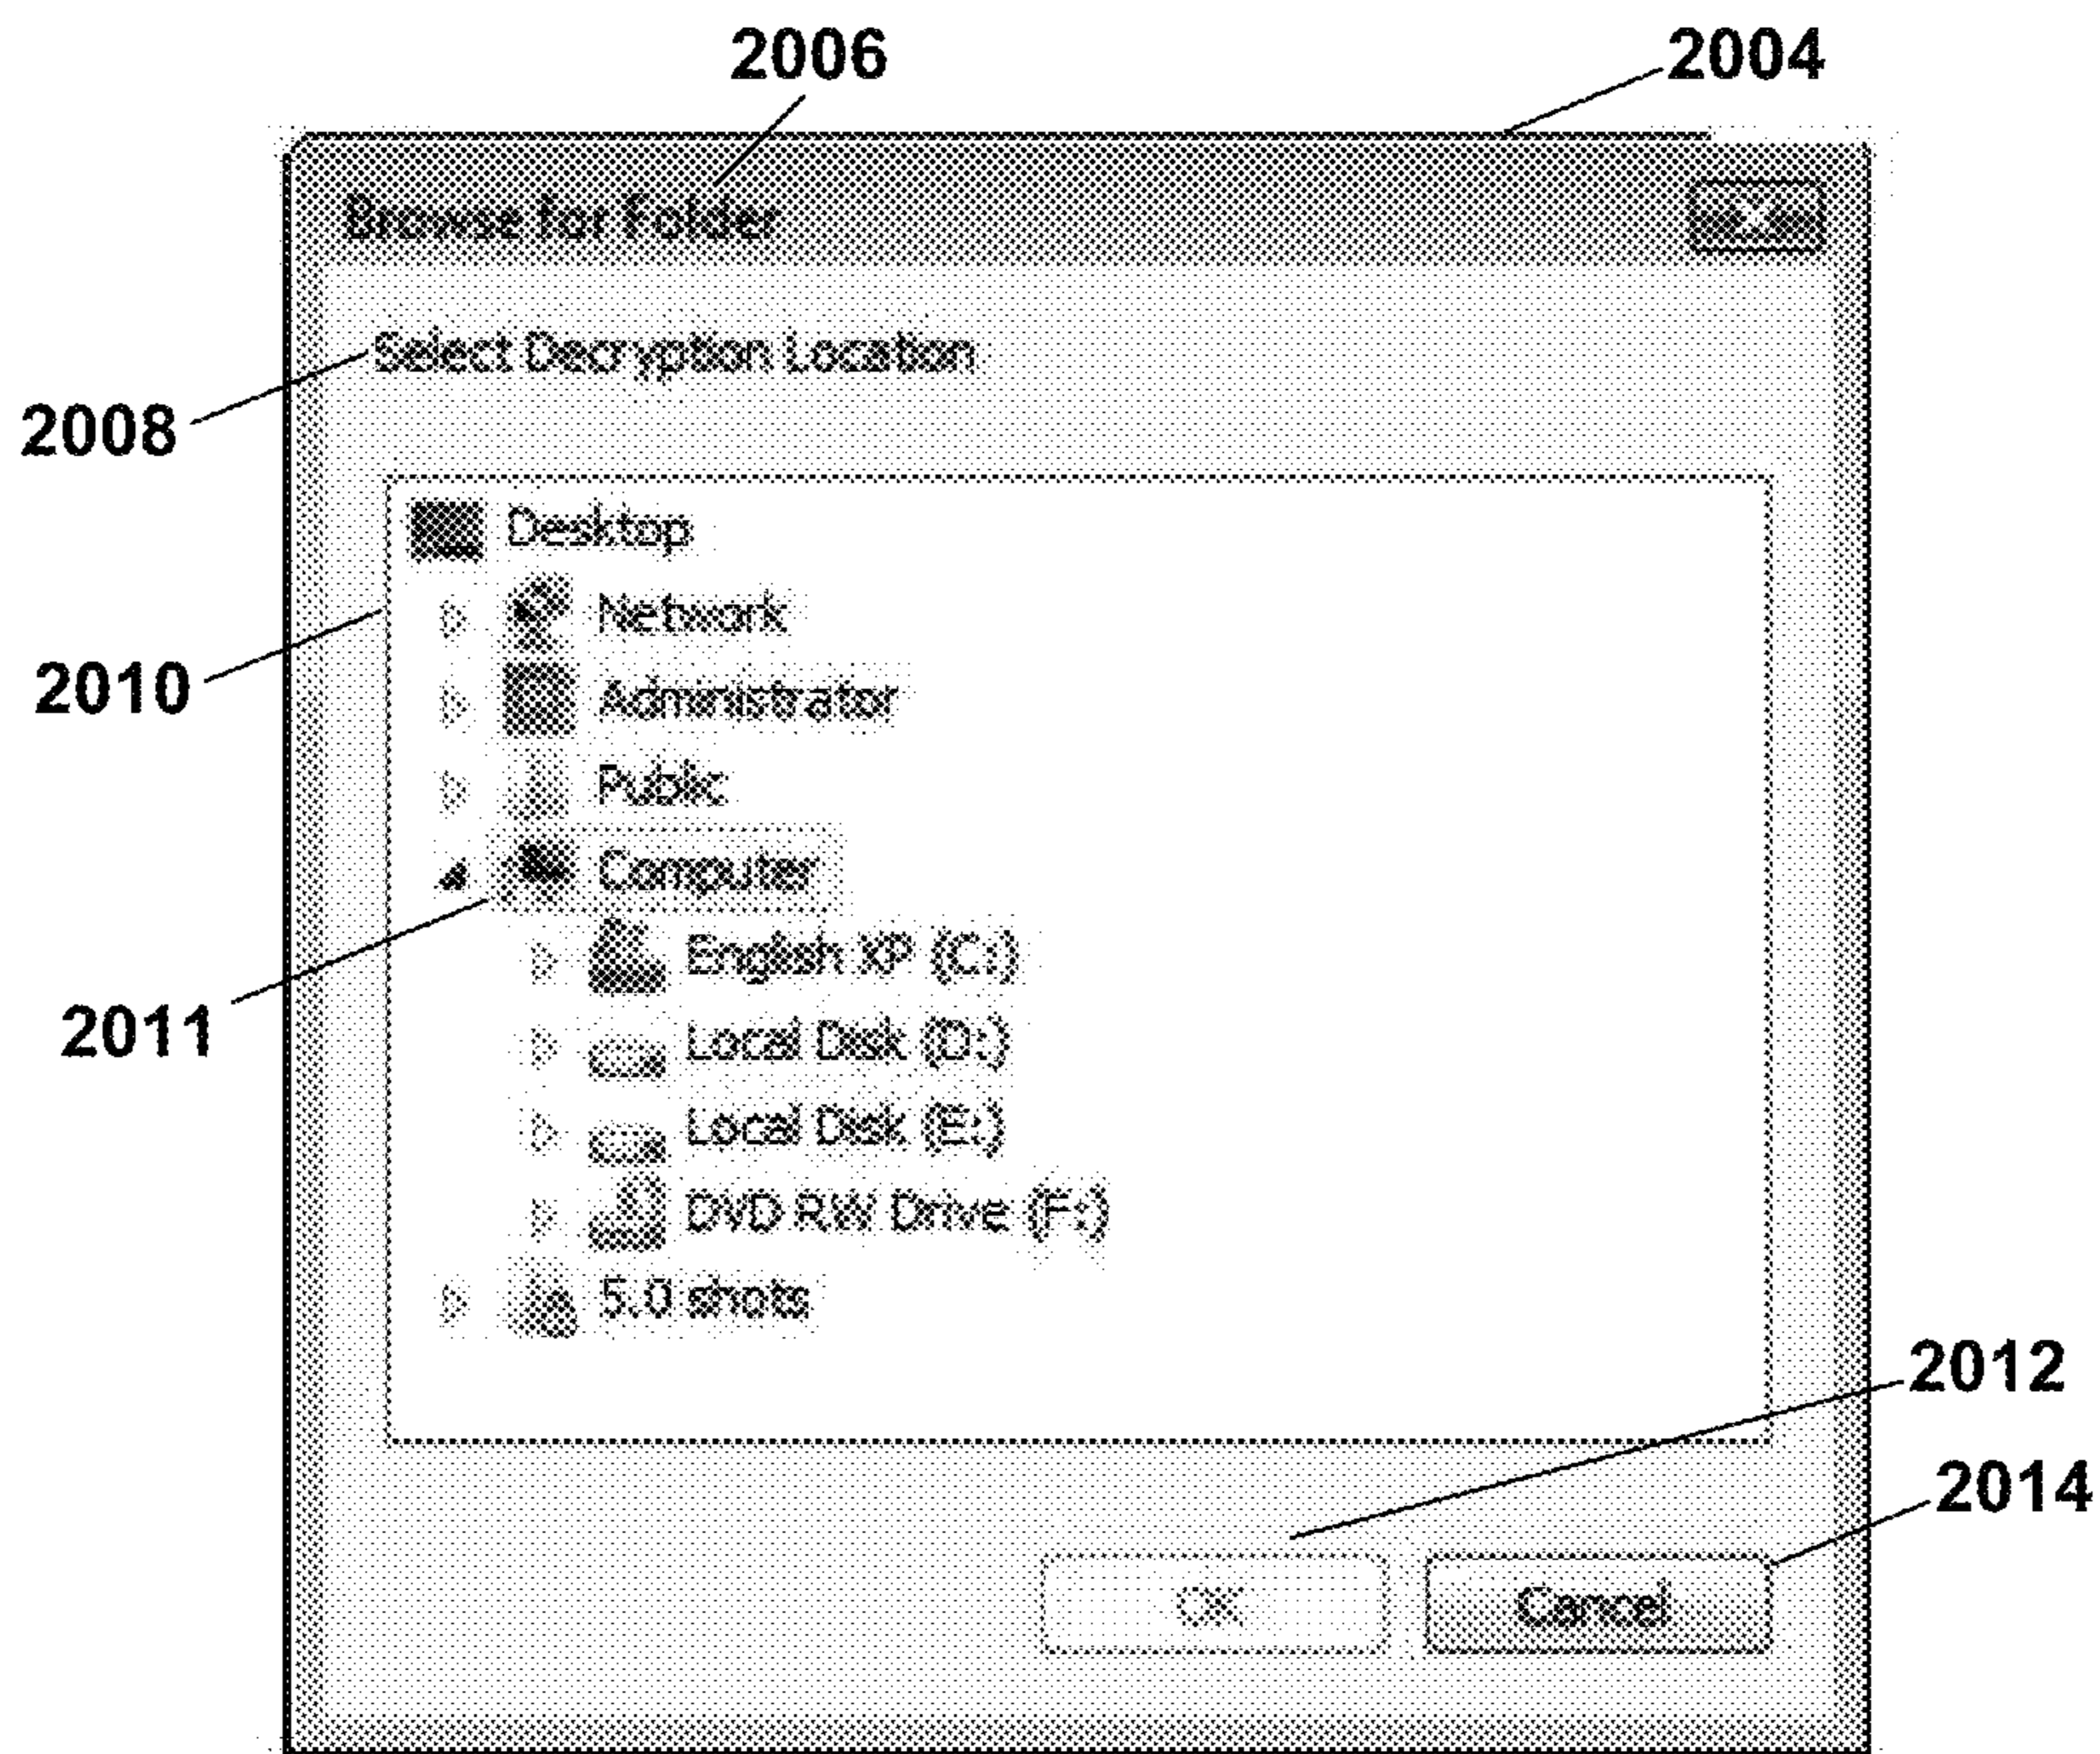 2006
2004
Browse for Folder
X
Select Decryption Location
2008
Desktop
Network
2010
Administrator
Public
Computer
English XP (C:)
2011
Local Disk (D:)
Local Disk (E:)
DVD RW Drive (F:)
5.0 shots
2012
2014
OK
Cancel